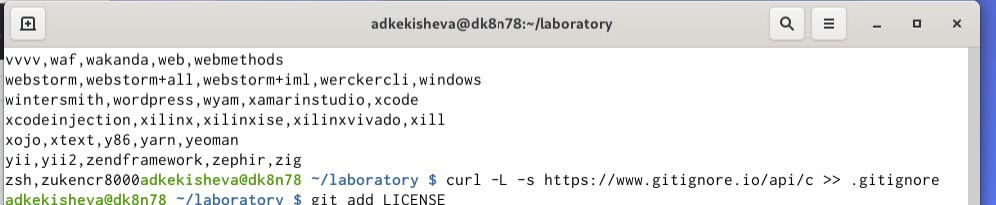 adkekisheva@dk8n78:~/laboratory
vvvv,waf,wakanda,web,webmethods
webstorm,webstorm+all,webstorm+iml,werckercli,windows
wintersmith,wordpress,wyam,xamarinstudio,xcode
xcodeinjection,xilinx,xilinxise,xilinxvivado,xill
xojo,xtext,y86,yarn,yeoman
yii,yii2,zendframework,zephir,zig
zsh,zukencr8000adkekisheva@dk8n78 ~/laboratory $ curl -L -s https://www.gitignore.io/api/c >> .gitignore
adkekisheva@dk8n78 ~/laboratory $ git add LICENSE